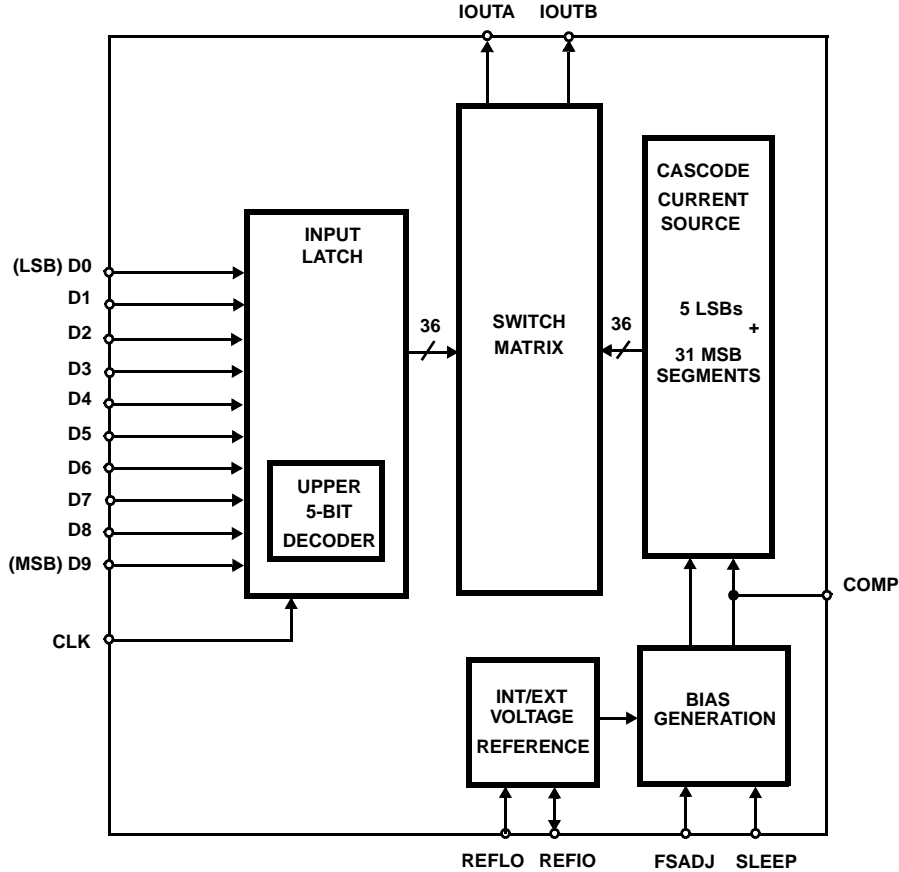 IOUTA IOUTB
CASCODE
CURRENT
SOURCE
5 LSBs
+
31 MSB
SEGMENTS
INPUT
LATCH
(LSB) D0
D1
D2
D3
D4
D5
D6
D7
D8
(MSB) D9
CLK
UPPER
5-BIT
DECODER
36
SWITCH
MATRIX
36
COMP
INT/EXT
VOLTAGE
REFERENCE
BIAS
GENERATION
REFLO REFIO FSADJ SLEEP